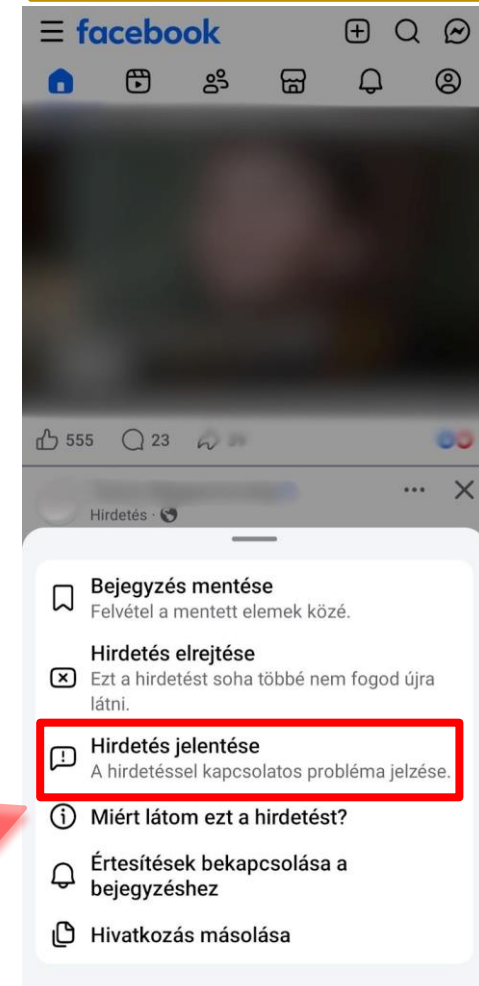 facebook
555 23
Hirdetés ·
Bejegyzés mentése
Felvétel a mentett elemek közé.
Hirdetés elrejtése
Ezt a hirdetést soha többé nem fogod újra
látni.
Hirdetés jelentése
A hirdetéssel kapcsolatos probléma jelzése.
Miért látom ezt a hirdetést?
Értesítések bekapcsolása a
bejegyzéshez
Hivatkozás másolása